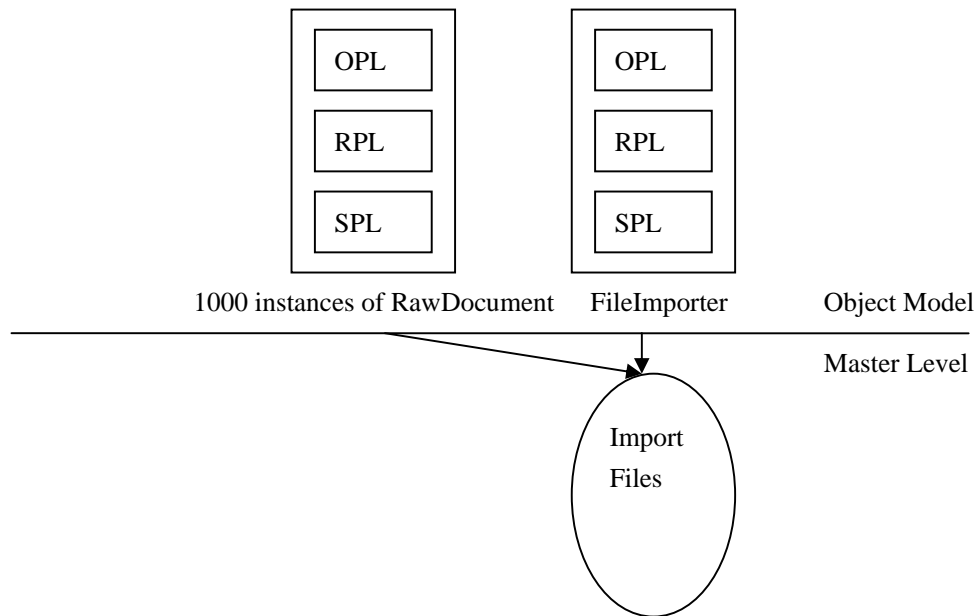 OPL
RPL
SPL
OPL
RPL
SPL
1000 instances of RawDocument
FileImporter
Object Model
Master Level
Import
Files